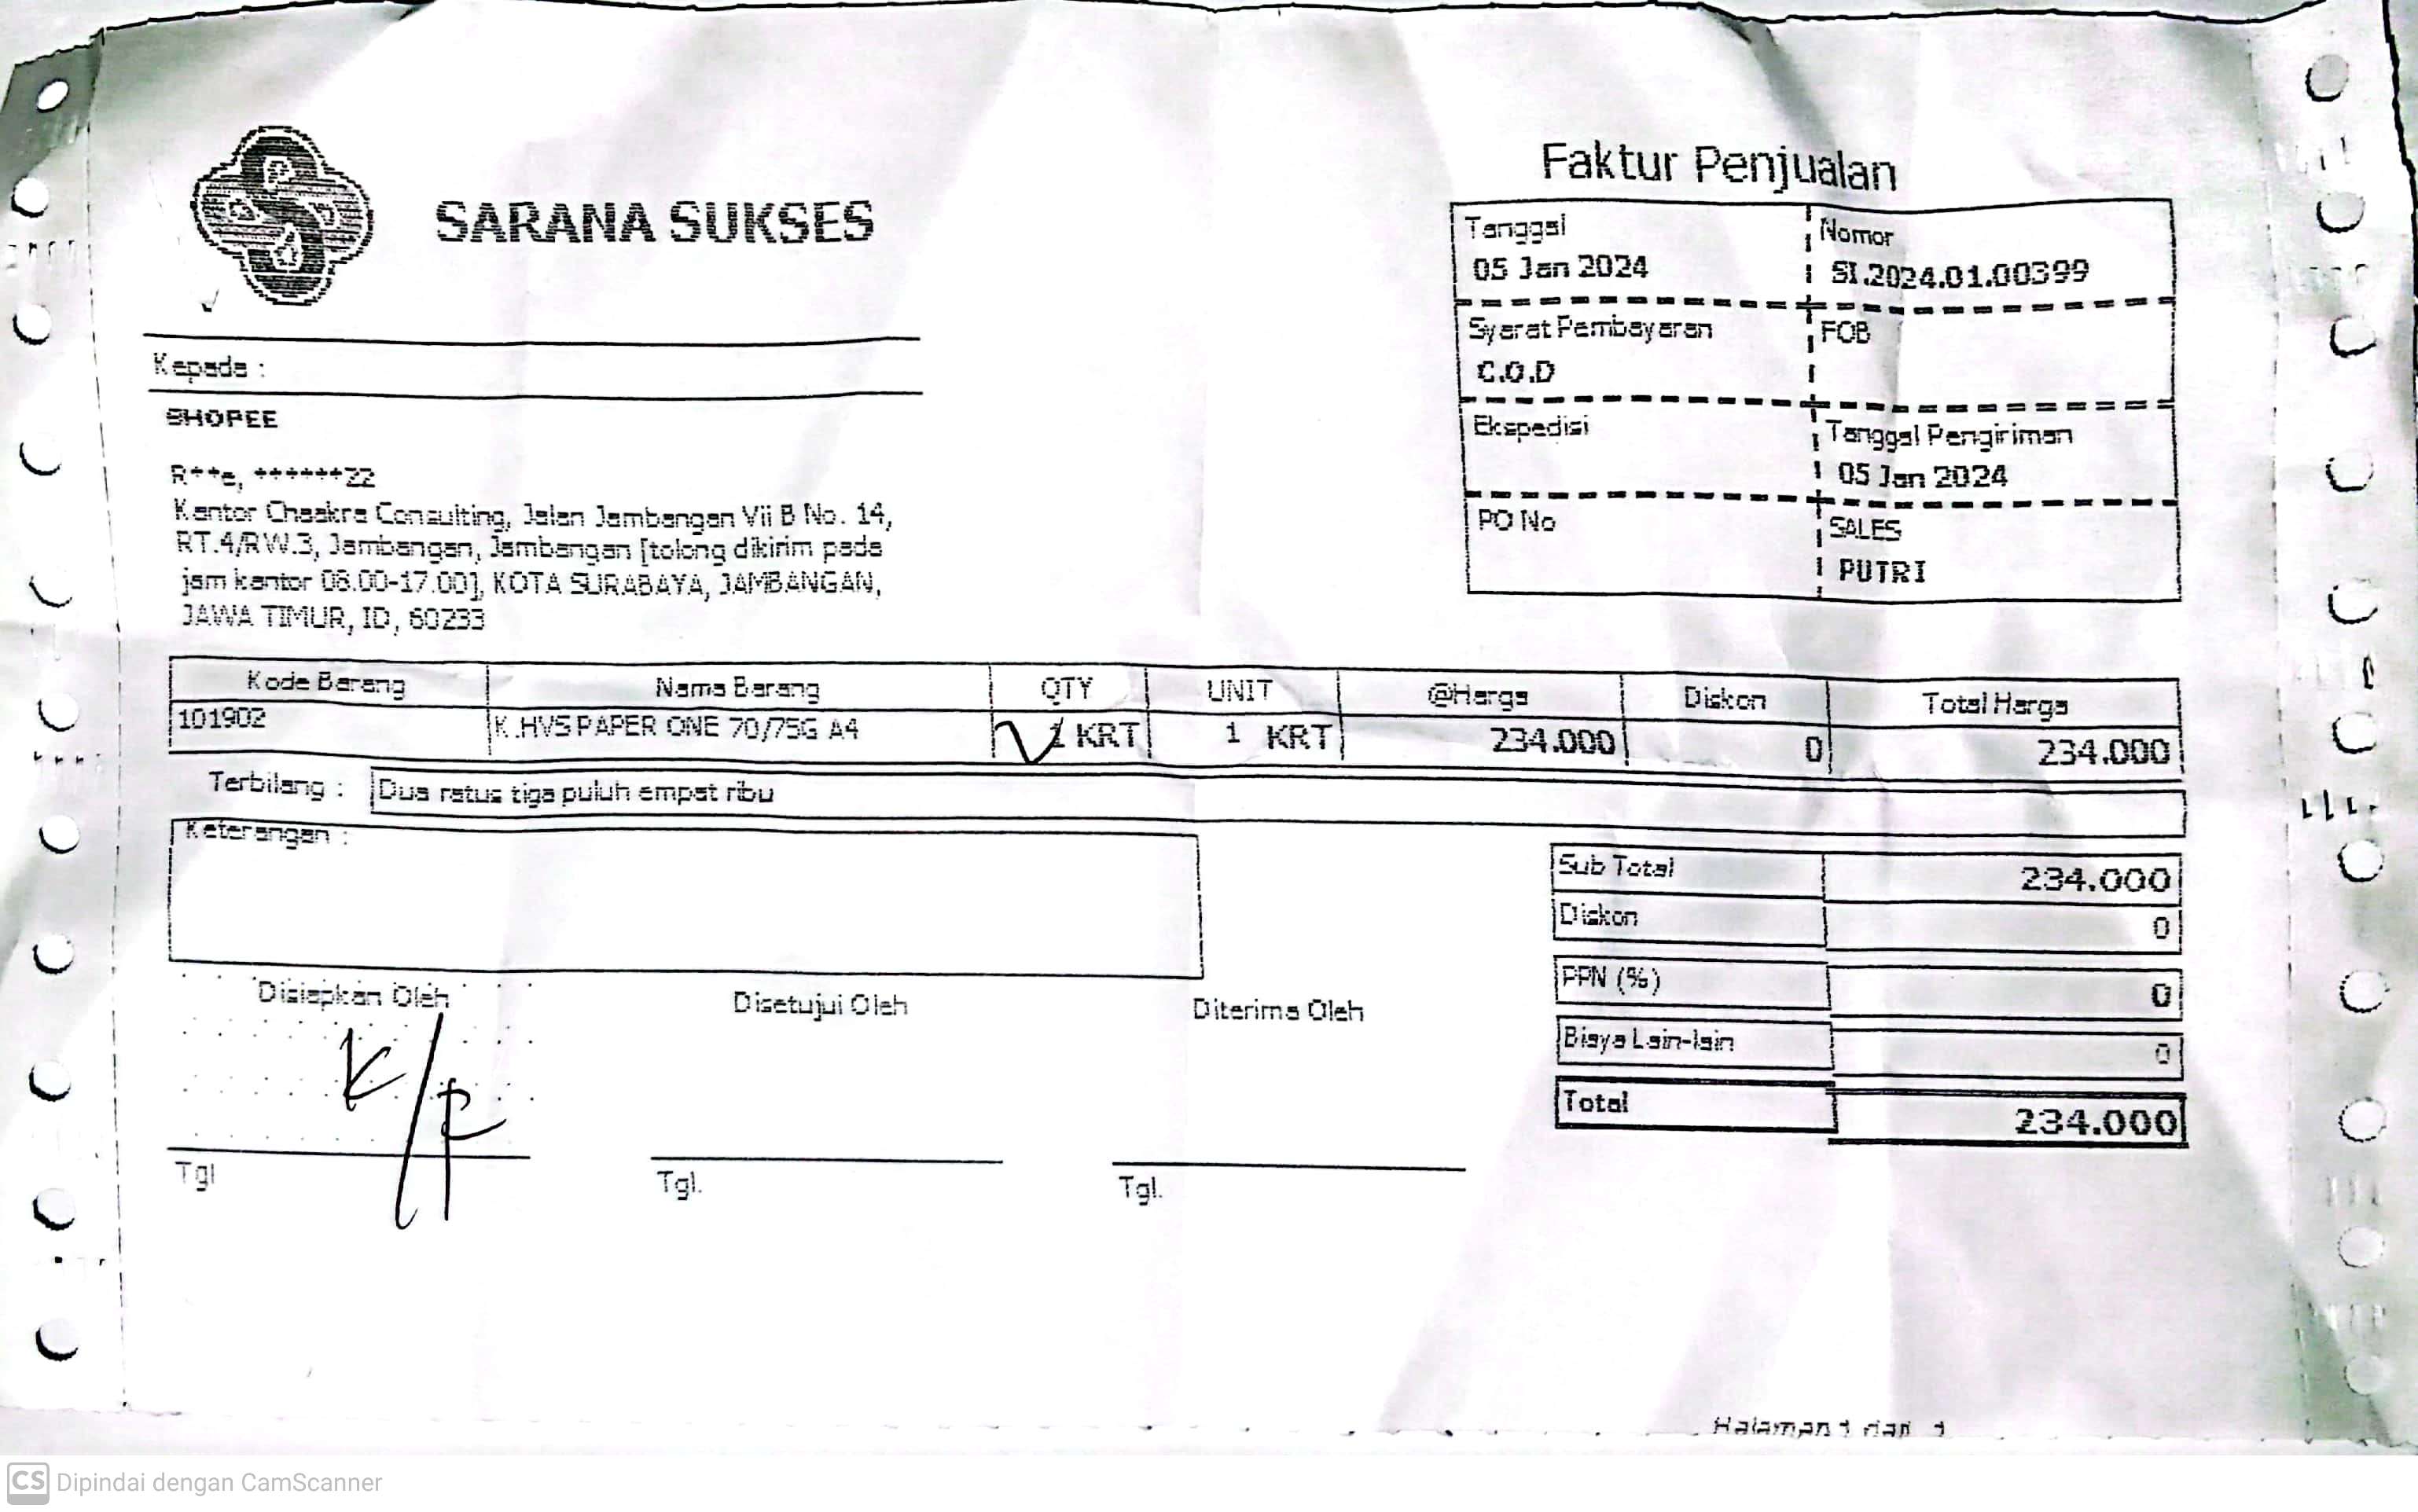 SARANA SUKSES
Faktur Penjualan
Tanggal
05 Jan 2024
Nomor
SI.2024.01.00399
Syarat Pembayaran
C.O.D
FOB
Ekspedisi
Tanggal Pengiriman
05 Jan 2024
PO No
SALES
PUTRI
Kepada :
SHOPEE
R**e, ******22
Kantor Chaakra Consulting, Jalan Jambangan Vii B No. 14,
RT.4/RW.3, Jambangan, Jambangan [tolong dikirim pada
jam kantor 08.00-17.00], KOTA SURABAYA, JAMBANGAN,
JAWA TIMUR, ID, 60233
Kode Barang Nama Barang QTY UNIT @Harga Diskon Total Harga
101902 K.HVS PAPER ONE 70/75G A4 1 KRT 1 KRT 234.000 0 234.000
Terbilang : Dua ratus tiga puluh empat ribu
Keterangan :
Sub Total 234.000
Diskon 0
PPN (%) 0
Biaya Lain-lain 0
Total 234.000
Disiapkan Oleh Disetujui Oleh Diterima Oleh
K/P
Tgl Tgl. Tgl.
Halaman 1 dari 1
CS Dipindai dengan CamScanner